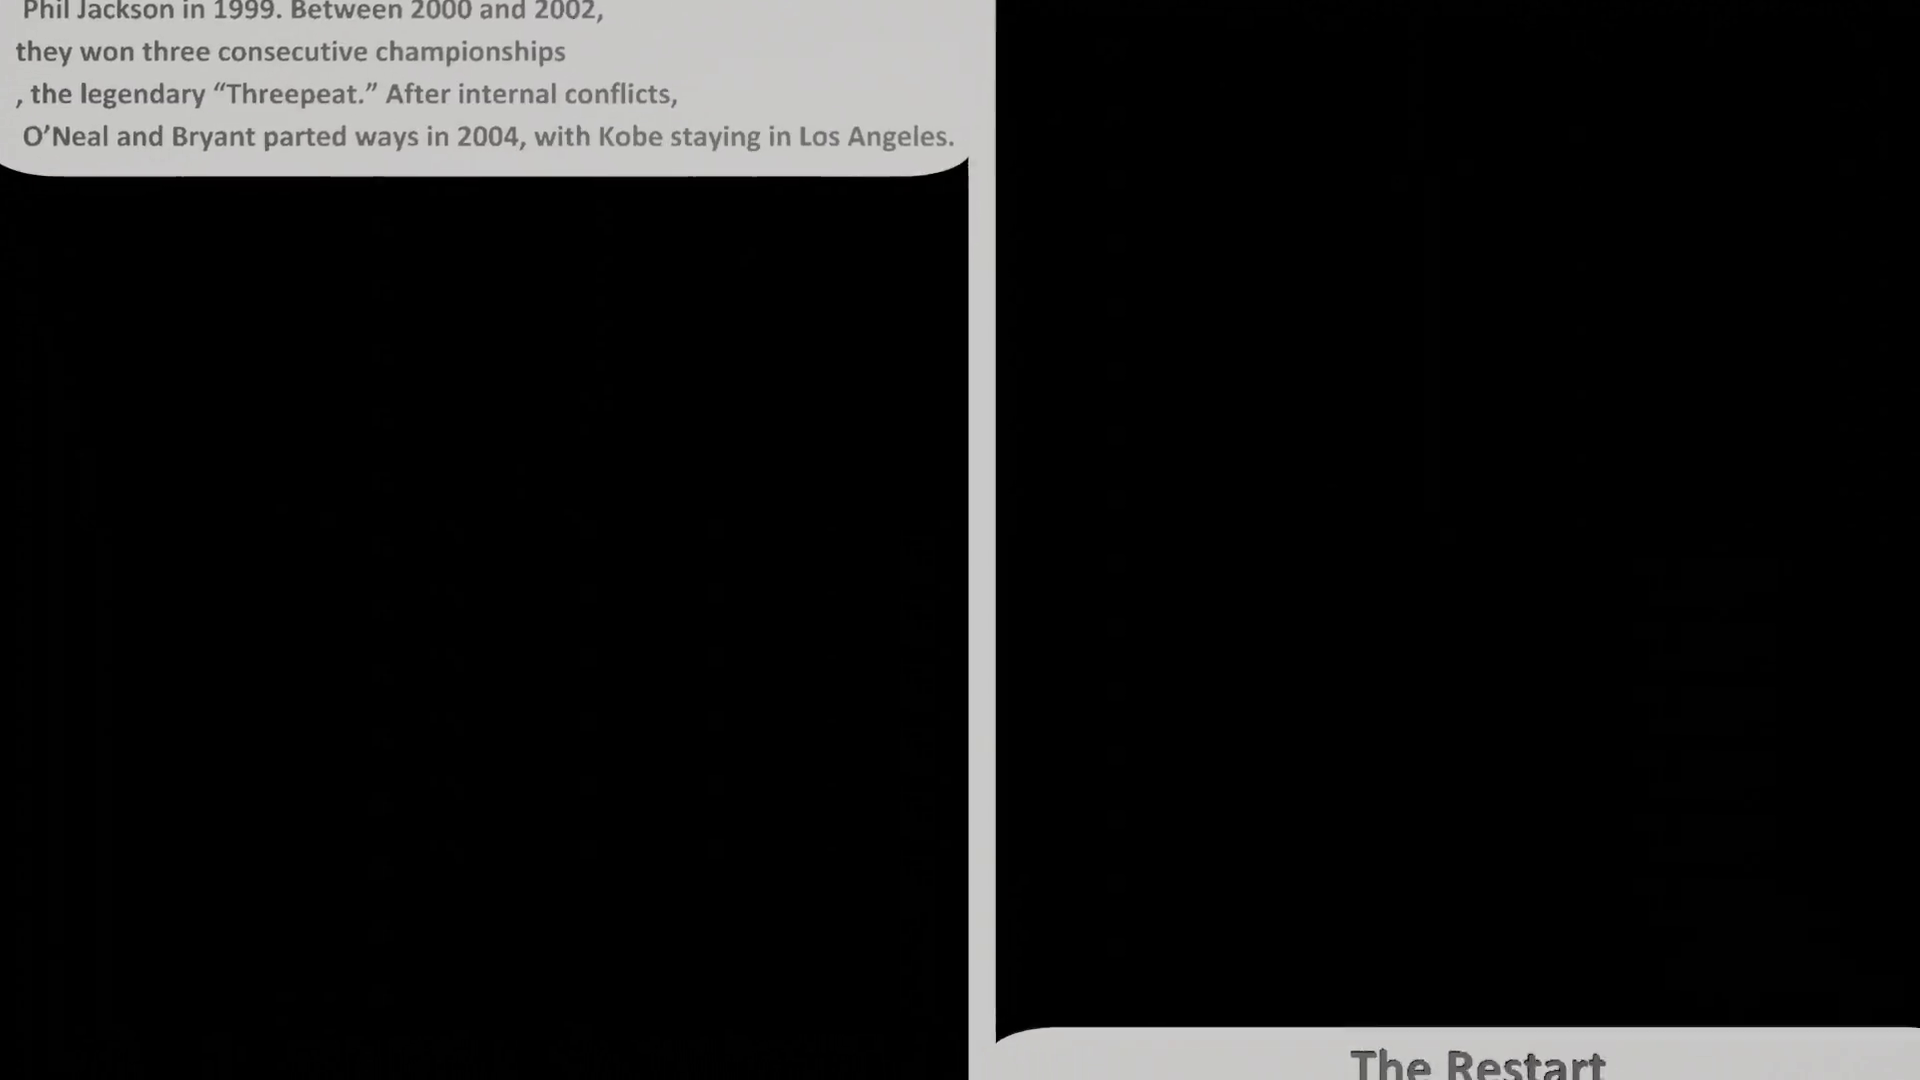 Phil Jackson in 1999. Between 2000 and 2002,
they won three consecutive championships
, the legendary “Threepeat.” After internal conflicts,
O’Neal and Bryant parted ways in 2004, with Kobe staying in Los Angeles.
The Restart